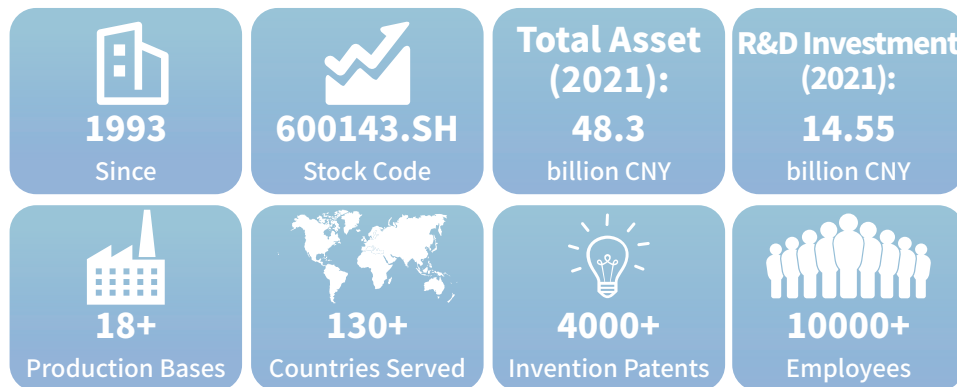 1993
Since
600143.SH
Stock Code
Total Asset
(2021):
48.3
billion CNY
R&D Investment
(2021):
14.55
billion CNY
18+
Production Bases
130+
Countries Served
4000+
Invention Patents
10000+
Employees